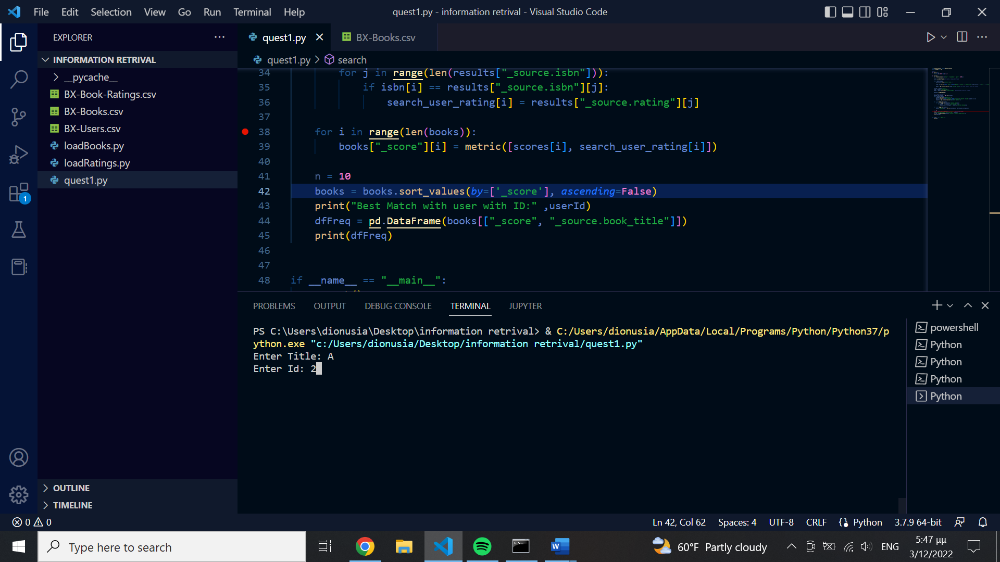 File Edit Selection View Go Run Terminal Help
quest1.py - information retrival - Visual Studio Code
EXPLORER
INFORMATION RETRIVAL
__pycache__
BX-Book-Ratings.csv
BX-Books.csv
BX-Users.csv
loadBooks.py
loadRatings.py
quest1.py
OUTLINE
TIMELINE
1
quest1.py
BX-Books.csv
quest1.py > search
34 for j in range(len(results["_source.isbn"])):
35 if isbn[i] == results["_source.isbn"][j]:
36 search_user_rating[i] = results["_source.rating"][j]
37
38 for i in range(len(books)):
39 books["_score"][i] = metric([scores[i], search_user_rating[i]])
40
41 n = 10
42 books = books.sort_values(by=['_score'], ascending=False)
43 print("Best Match with user with ID:" ,userId)
44 dfFreq = pd.DataFrame(books[["_score", "_source.book_title"]])
45 print(dfFreq)
46
47
48 if __name__ == "__main__":
PROBLEMS OUTPUT DEBUG CONSOLE TERMINAL JUPYTER
PS C:\Users\dionusia\Desktop\information retrival> & C:/Users/dionusia/AppData/Local/Programs/Python/Python37/p
ython.exe "c:/Users/dionusia/Desktop/information retrival/quest1.py"
Enter Title: A
Enter Id: 2
powershell
Python
Python
Python
Python
0 0
Ln 42, Col 62 Spaces: 4 UTF-8 CRLF Python 3.7.9 64-bit
Type here to search
60°F Partly cloudy
ENG
5:47 μμ
3/12/2022